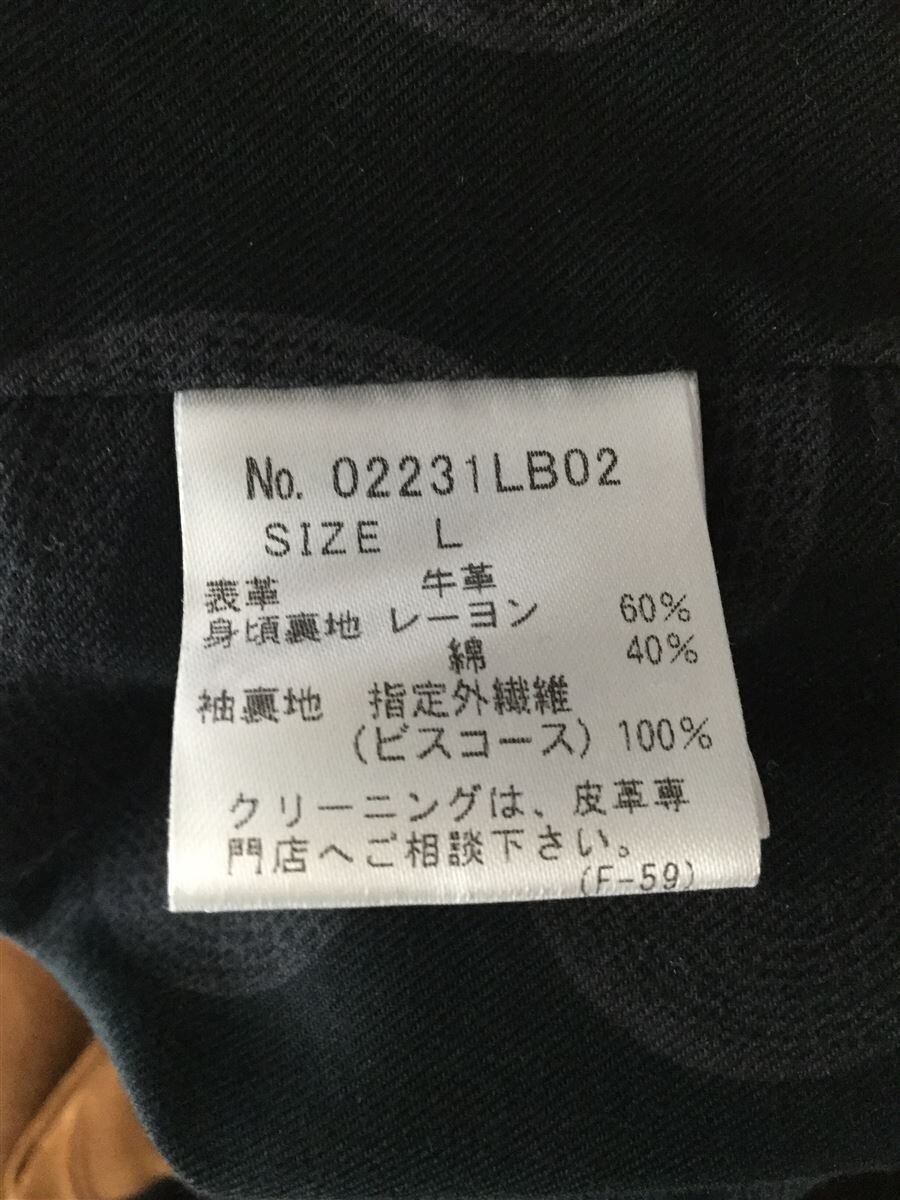 No. 02231LB02
SIZE L
表革 牛革
身頃裏地 レーヨン 60%
綿 40%
袖裏地 指定外繊維
(ビスコース) 100%
クリーニングは、皮革専
門店へご相談下さい。
(F-59)